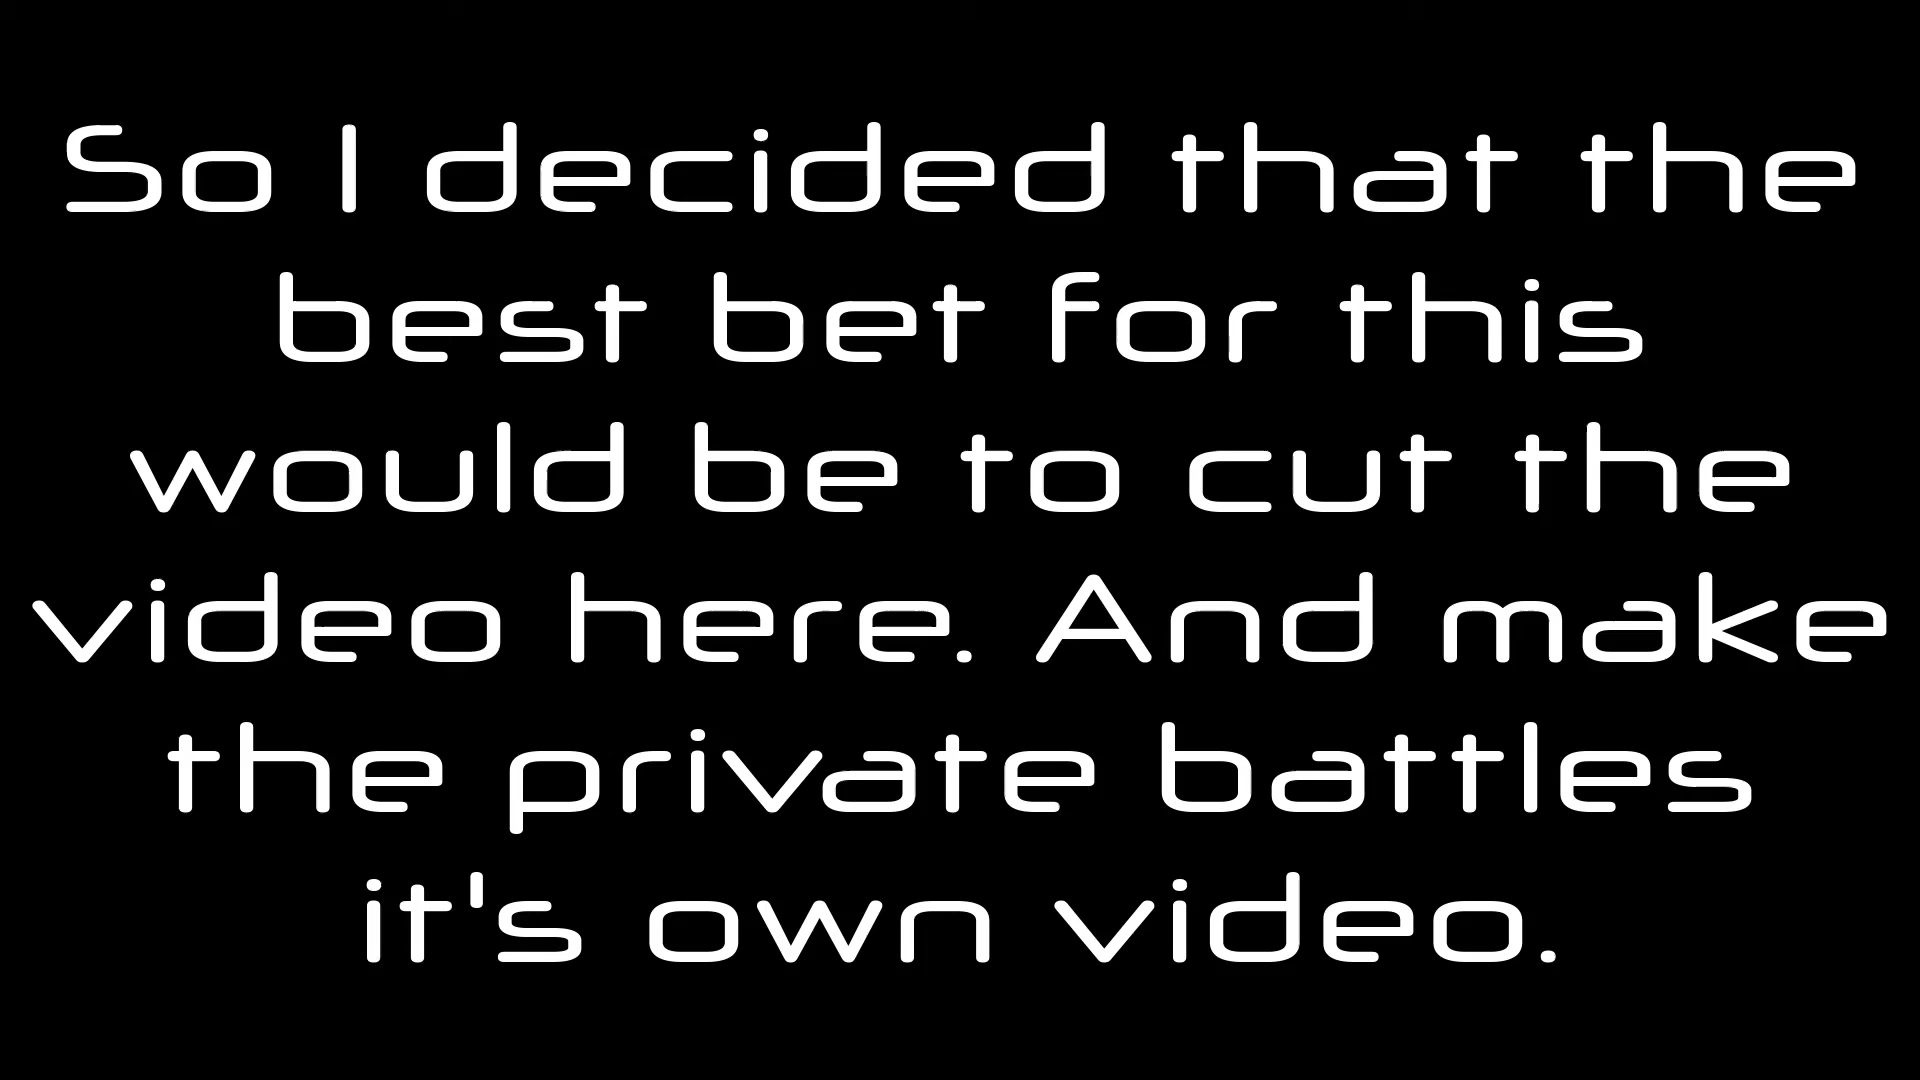 So I decided that the
best bet for this
would be to cut the
video here. And make
the private battles
it's own video.